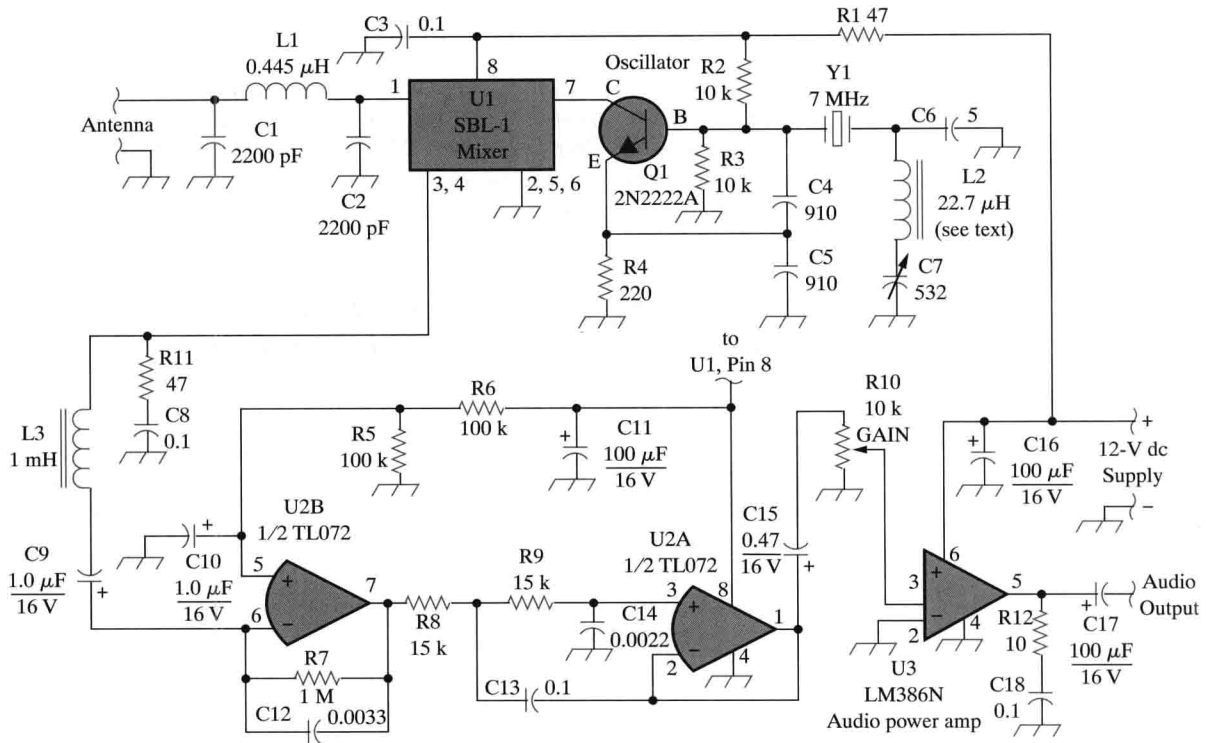 C3
0.1
R1 47
L1
0.445 μH
Oscillator
R2
10 k
Y1
7 MHz
C6
5
1
8
7
C
B
E
U1
SBL-1
Mixer
Antenna
C1
2200 pF
C2
2200 pF
3, 4
2, 5, 6
Q1
2N2222A
R3
10 k
C4
910
L2
22.7 μH
(see text)
R4
220
C5
910
C7
532
to
U1, Pin 8
R11
47
C8
0.1
L3
1 mH
R5
100 k
R6
100 k
C11
100 μF
16 V
R10
10 k
GAIN
C16
100 μF
16 V
+
12-V dc
Supply
−
+
+
U2B
1/2 TL072
C10
1.0 μF
16 V
+
C9
1.0 μF
16 V
+
5
+
6
−
7
R9
15 k
R8
15 k
U2A
1/2 TL072
C14
0.0022
3
+
2
−
8
1
4
C15
0.47
16 V
+
R7
1 M
C12
0.0033
C13
0.1
6
3
+
−
2
5
4
U3
LM386N
Audio power amp
R12
10
C18
0.1
+
C17
100 μF
16 V
Audio
Output